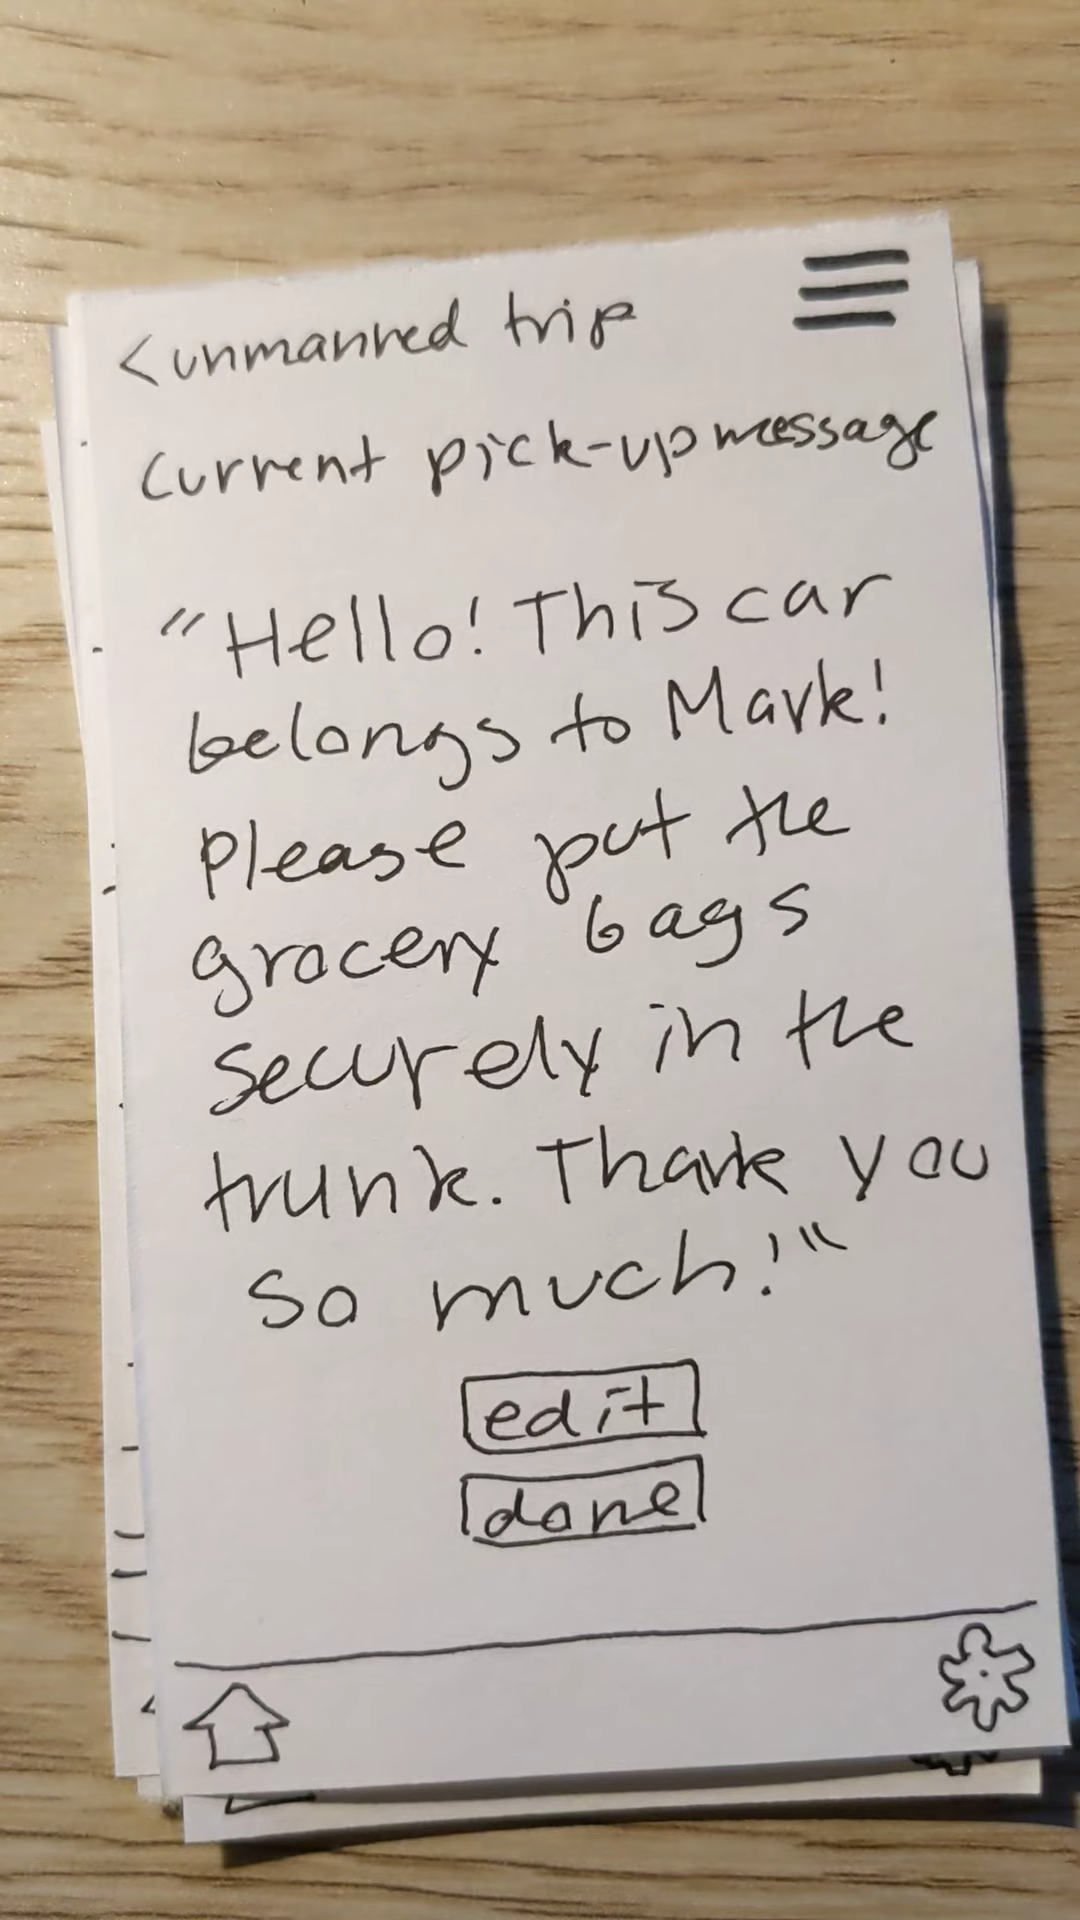 < unmanned trip
Current pick-up message
"Hello! This car
belongs to Mark!
Please put the
grocery bags
securely in the
trunk. Thank you
so much!"
edit
done